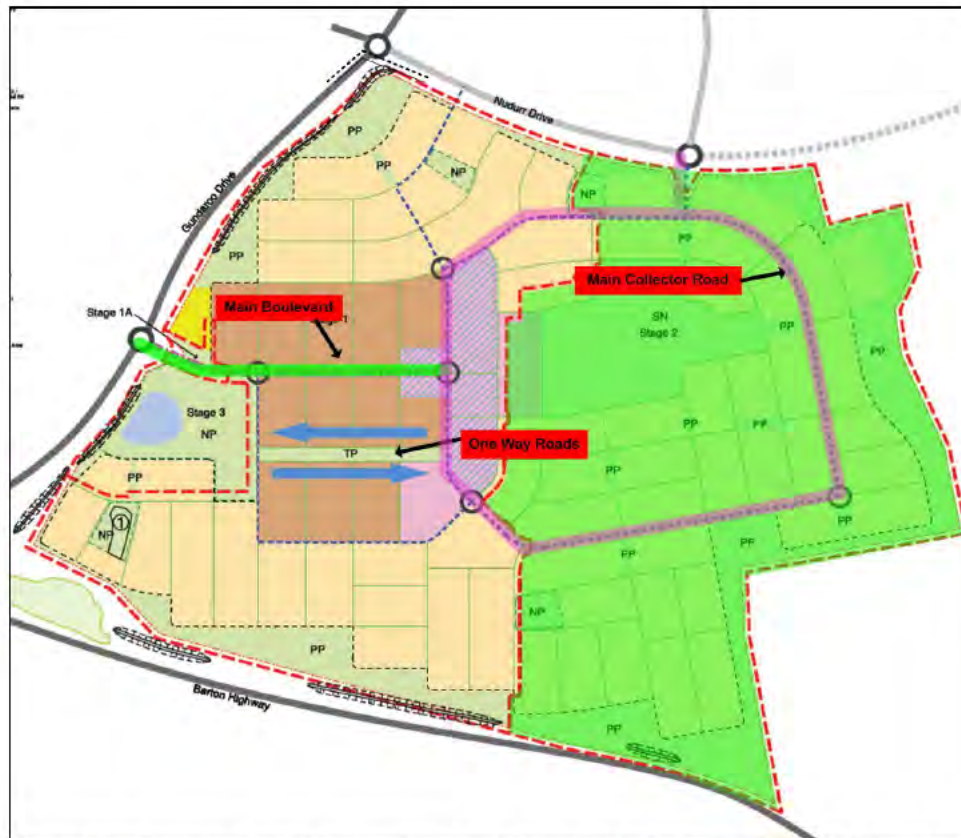 Nudurr Drive
PP
PP
NP
Gundaroo Drive
NP
PP
PP
Main Collector Road
Stage 1A
Main Boulevard
SN
Stage 2
PP
PP
Stage 3
NP
One Way Roads
TP
PP
PP
PP
PP
PP
1
NP
PP
PP
PP
NP
PP
Barton Highway
PP